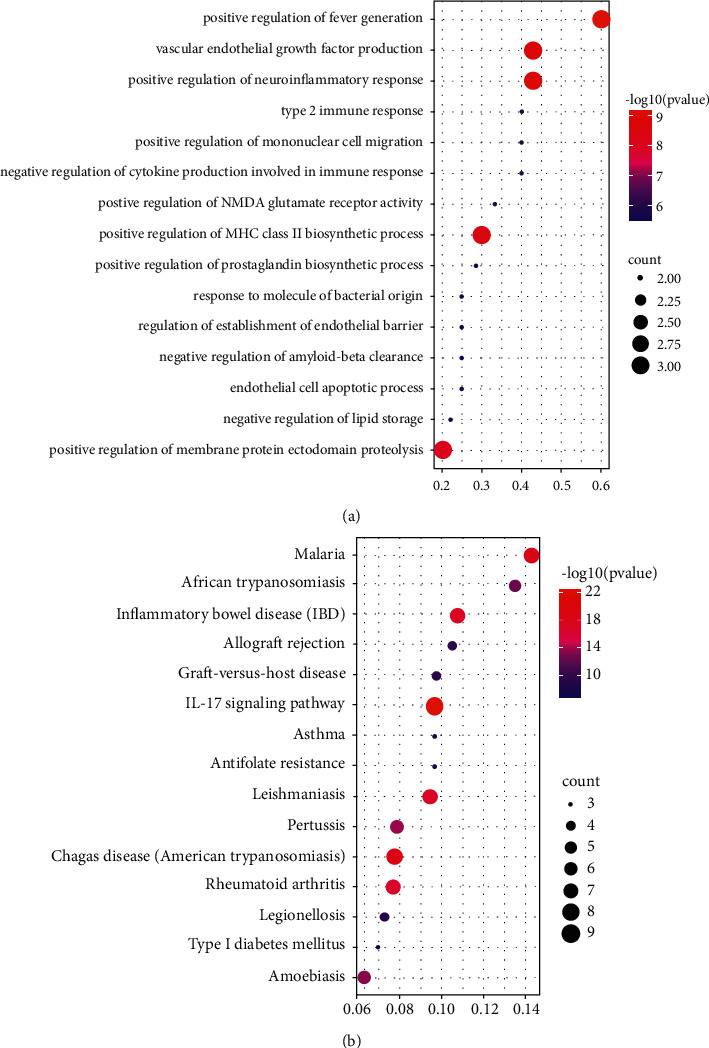 positive regulation of fever generation
vascular endothelial growth factor production
positive regulation of neuroinflammatory response
type 2 immune response
positive regulation of mononuclear cell migration
negative regulation of cytokine production involved in immune response
postive regulation of NMDA glutamate receptor activity
positive regulation of MHC class II biosynthetic process
positive regulation of prostaglandin biosynthetic process
response to molecule of bacterial origin
regulation of establishment of endothelial barrier
negative regulation of amyloid-beta clearance
endothelial cell apoptotic process
negative regulation of lipid storage
positive regulation of membrane protein ectodomain proteolysis
0.2 0.3 0.4 0.5 0.6
-log10(pvalue)
9
8
7
6
count
2.00
2.25
2.50
2.75
3.00
(a)
Malaria
African trypanosomiasis
Inflammatory bowel disease (IBD)
Allograft rejection
Graft-versus-host disease
IL-17 signaling pathway
Asthma
Antifolate resistance
Leishmaniasis
Pertussis
Chagas disease (American trypanosomiasis)
Rheumatoid arthritis
Legionellosis
Type I diabetes mellitus
Amoebiasis
0.06 0.08 0.10 0.12 0.14
-log10(pvalue)
22
18
14
10
count
3
4
5
6
7
8
9
(b)